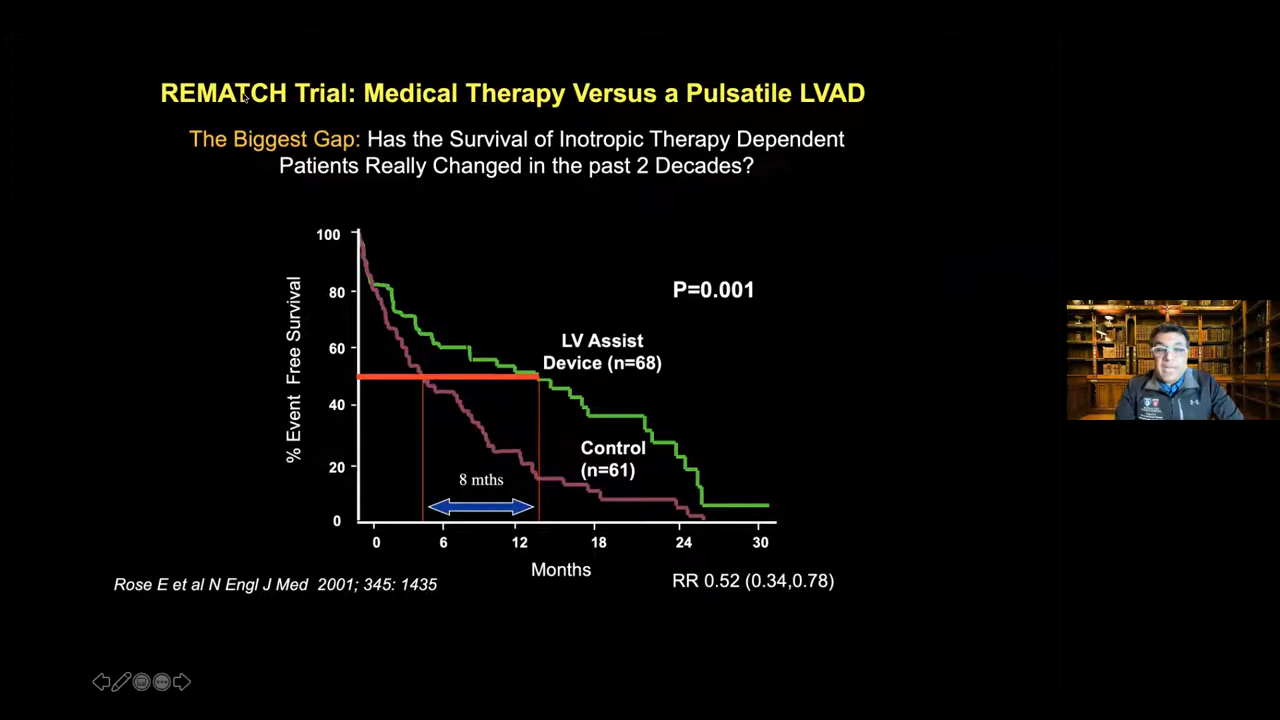 REMATCH Trial: Medical Therapy Versus a Pulsatile LVAD
The Biggest Gap: Has the Survival of Inotropic Therapy Dependent
Patients Really Changed in the past 2 Decades?
% Event Free Survival
100
80
60
40
20
0
P=0.001
LV Assist
Device (n=68)
Control
(n=61)
8 mths
0 6 12 18 24 30
Months
Rose E et al N Engl J Med 2001; 345: 1435
RR 0.52 (0.34,0.78)